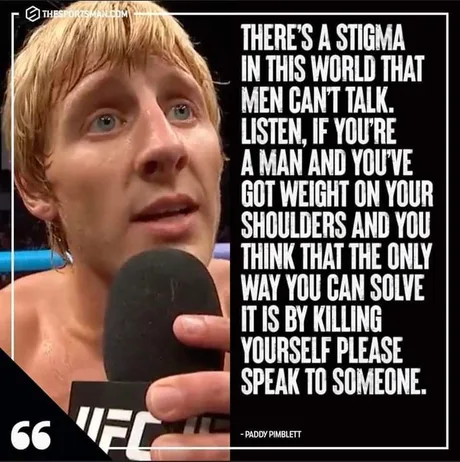 THESPORTSMAN.COM
THERE'S A STIGMA
IN THIS WORLD THAT
MEN CAN'T TALK.
LISTEN, IF YOU'RE
A MAN AND YOU'VE
GOT WEIGHT ON YOUR
SHOULDERS AND YOU
THINK THAT THE ONLY
WAY YOU CAN SOLVE
IT IS BY KILLING
YOURSELF PLEASE
SPEAK TO SOMEONE.
- PADDY PIMBLETT
UFC